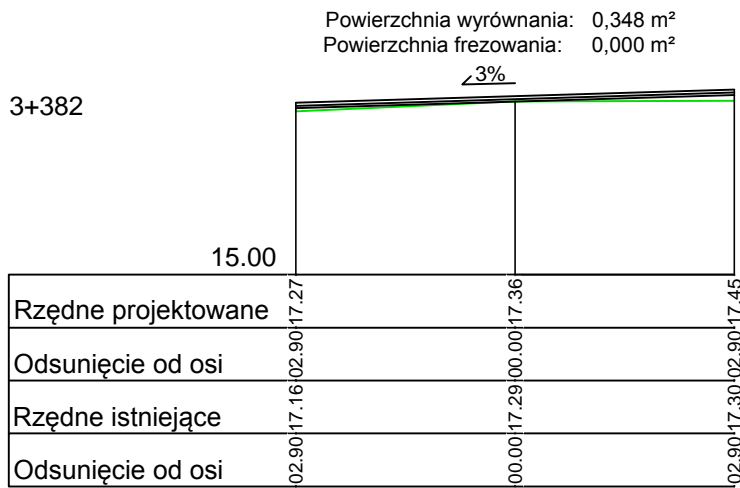 Powierzchnia wyrównania: 0,348 m²
Powierzchnia frezowania: 0,000 m²
3%
3+382
15.00
Rzędne projektowane 17.27 17.36 17.45
Odsunięcie od osi 02.90 00.00 02.90
Rzędne istniejące 17.16 17.29 17.30
Odsunięcie od osi 02.90 00.00 02.90